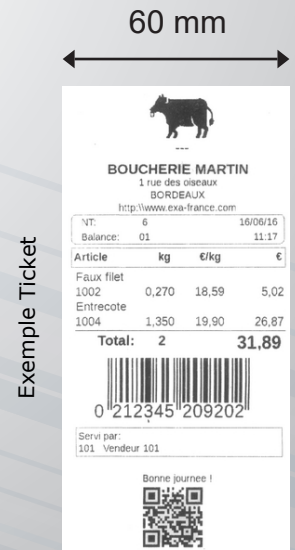 60 mm
Exemple Ticket
---
BOUCHERIE MARTIN
1 rue des oiseaux
BORDEAUX
http:\\www.exa-france.com
NT: 6 16/06/16
Balance: 01 11:17
Article kg €/kg €
Faux filet
1002 0,270 18,59 5,02
Entrecote
1004 1,350 19,90 26,87
Total: 2 31,89
0 212345 209202
Servi par:
101 Vendeur 101
Bonne journee !